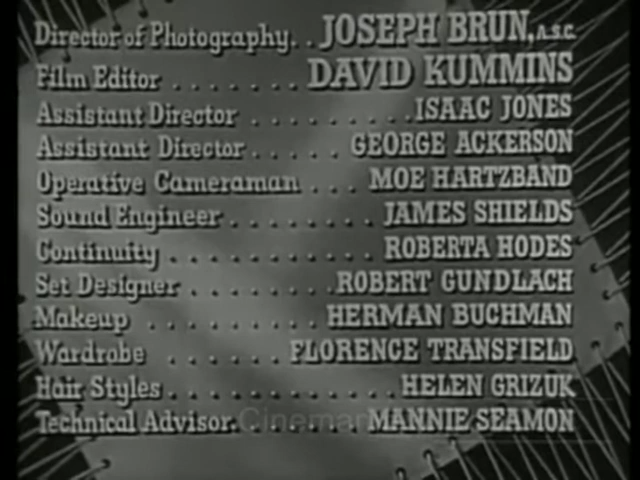 Director of Photography. . JOSEPH BRUN, A.S.C.
Film Editor . . . . . . . DAVID KUMMINS
Assistant Director . . . . . . . . . ISAAC JONES
Assistant Director . . . . . GEORGE ACKERSON
Operative Cameraman . . . MOE HARTZBAND
Sound Engineer . . . . . . . . JAMES SHIELDS
Continuity . . . . . . . . . . . ROBERTA HODES
Set Designer . . . . . . . . ROBERT GUNDLACH
Makeup . . . . . . . . . HERMAN BUCHMAN
Wardrobe . . . . . . FLORENCE TRANSFIELD
Hair Styles . . . . . . . . . . . . HELEN GRIZUK
Technical Advisor. . . . . . . MANNIE SEAMON